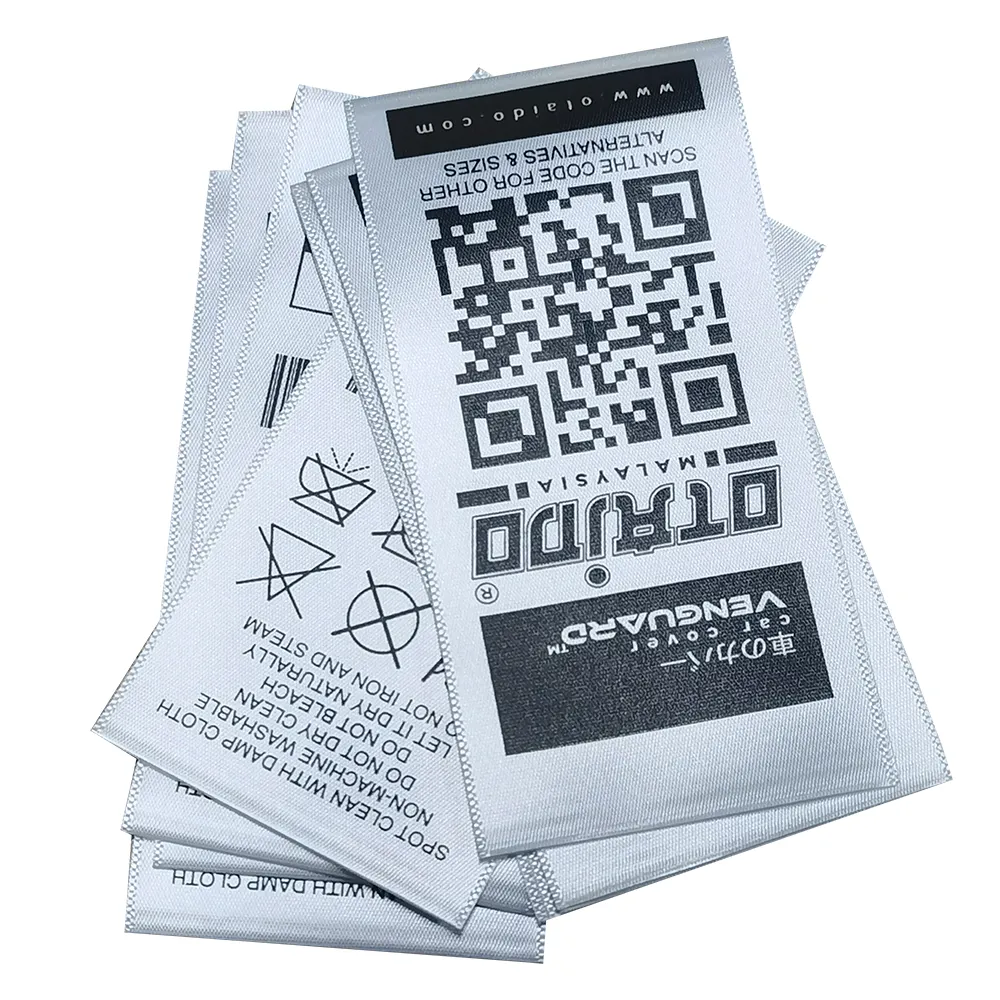 車のカバー
car cover
VENGUARD™
OTAIDO®
MALAYSIA
SCAN THE CODE FOR OTHER
ALTERNATIVES & SIZES
www.otaido.com
SPOT CLEAN WITH DAMP CLOTH
NON-MACHINE WASHABLE
DO NOT DRY CLEAN
DO NOT BLEACH
LET IT DRY NATURALLY
DO NOT IRON AND STEAM
WITH DAMP CLOTH